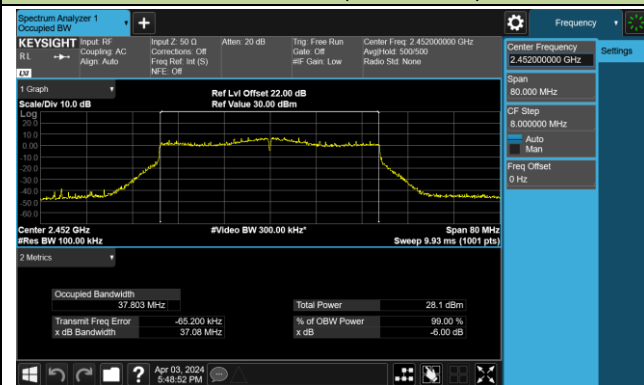 Spectrum Analyzer 1
Occupied BW
Frequency
KEYSIGHT
Input: RF
Coupling: AC
Align: Auto
Input Z: 50 Ω
Corrections: Off
Freq Ref: Int (S)
NFE: Off
Atten: 20 dB
Trig: Free Run
Gate: Off
#IF Gain: Low
Center Freq: 2.452000000 GHz
Avg|Hold: 500/500
Radio Std: None
RL
LXI
Center Frequency
2.452000000 GHz
Settings
Span
80.000 MHz
CF Step
8.000000 MHz
Auto
Man
Freq Offset
0 Hz
1 Graph
Scale/Div 10.0 dB
Ref Lvl Offset 22.00 dB
Ref Value 30.00 dBm
Log
20.0
10.0
0.00
-10.0
-20.0
-30.0
-40.0
-50.0
-60.0
Center 2.452 GHz
#Res BW 100.00 kHz
#Video BW 300.00 kHz*
Span 80 MHz
Sweep 9.93 ms (1001 pts)
2 Metrics
Occupied Bandwidth
37.803 MHz
Total Power 28.1 dBm
Transmit Freq Error -65.200 kHz
% of OBW Power 99.00 %
x dB Bandwidth 37.08 MHz
x dB -6.00 dB
Apr 03, 2024
5:48:52 PM